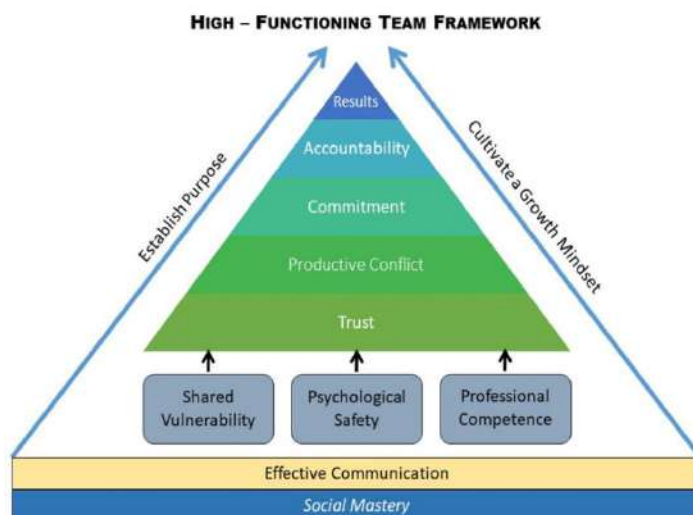 HIGH – FUNCTIONING TEAM FRAMEWORK
Results
Accountability
Commitment
Productive Conflict
Trust
Establish Purpose
Cultivate a Growth Mindset
Shared
Vulnerability
Psychological
Safety
Professional
Competence
Effective Communication
Social Mastery